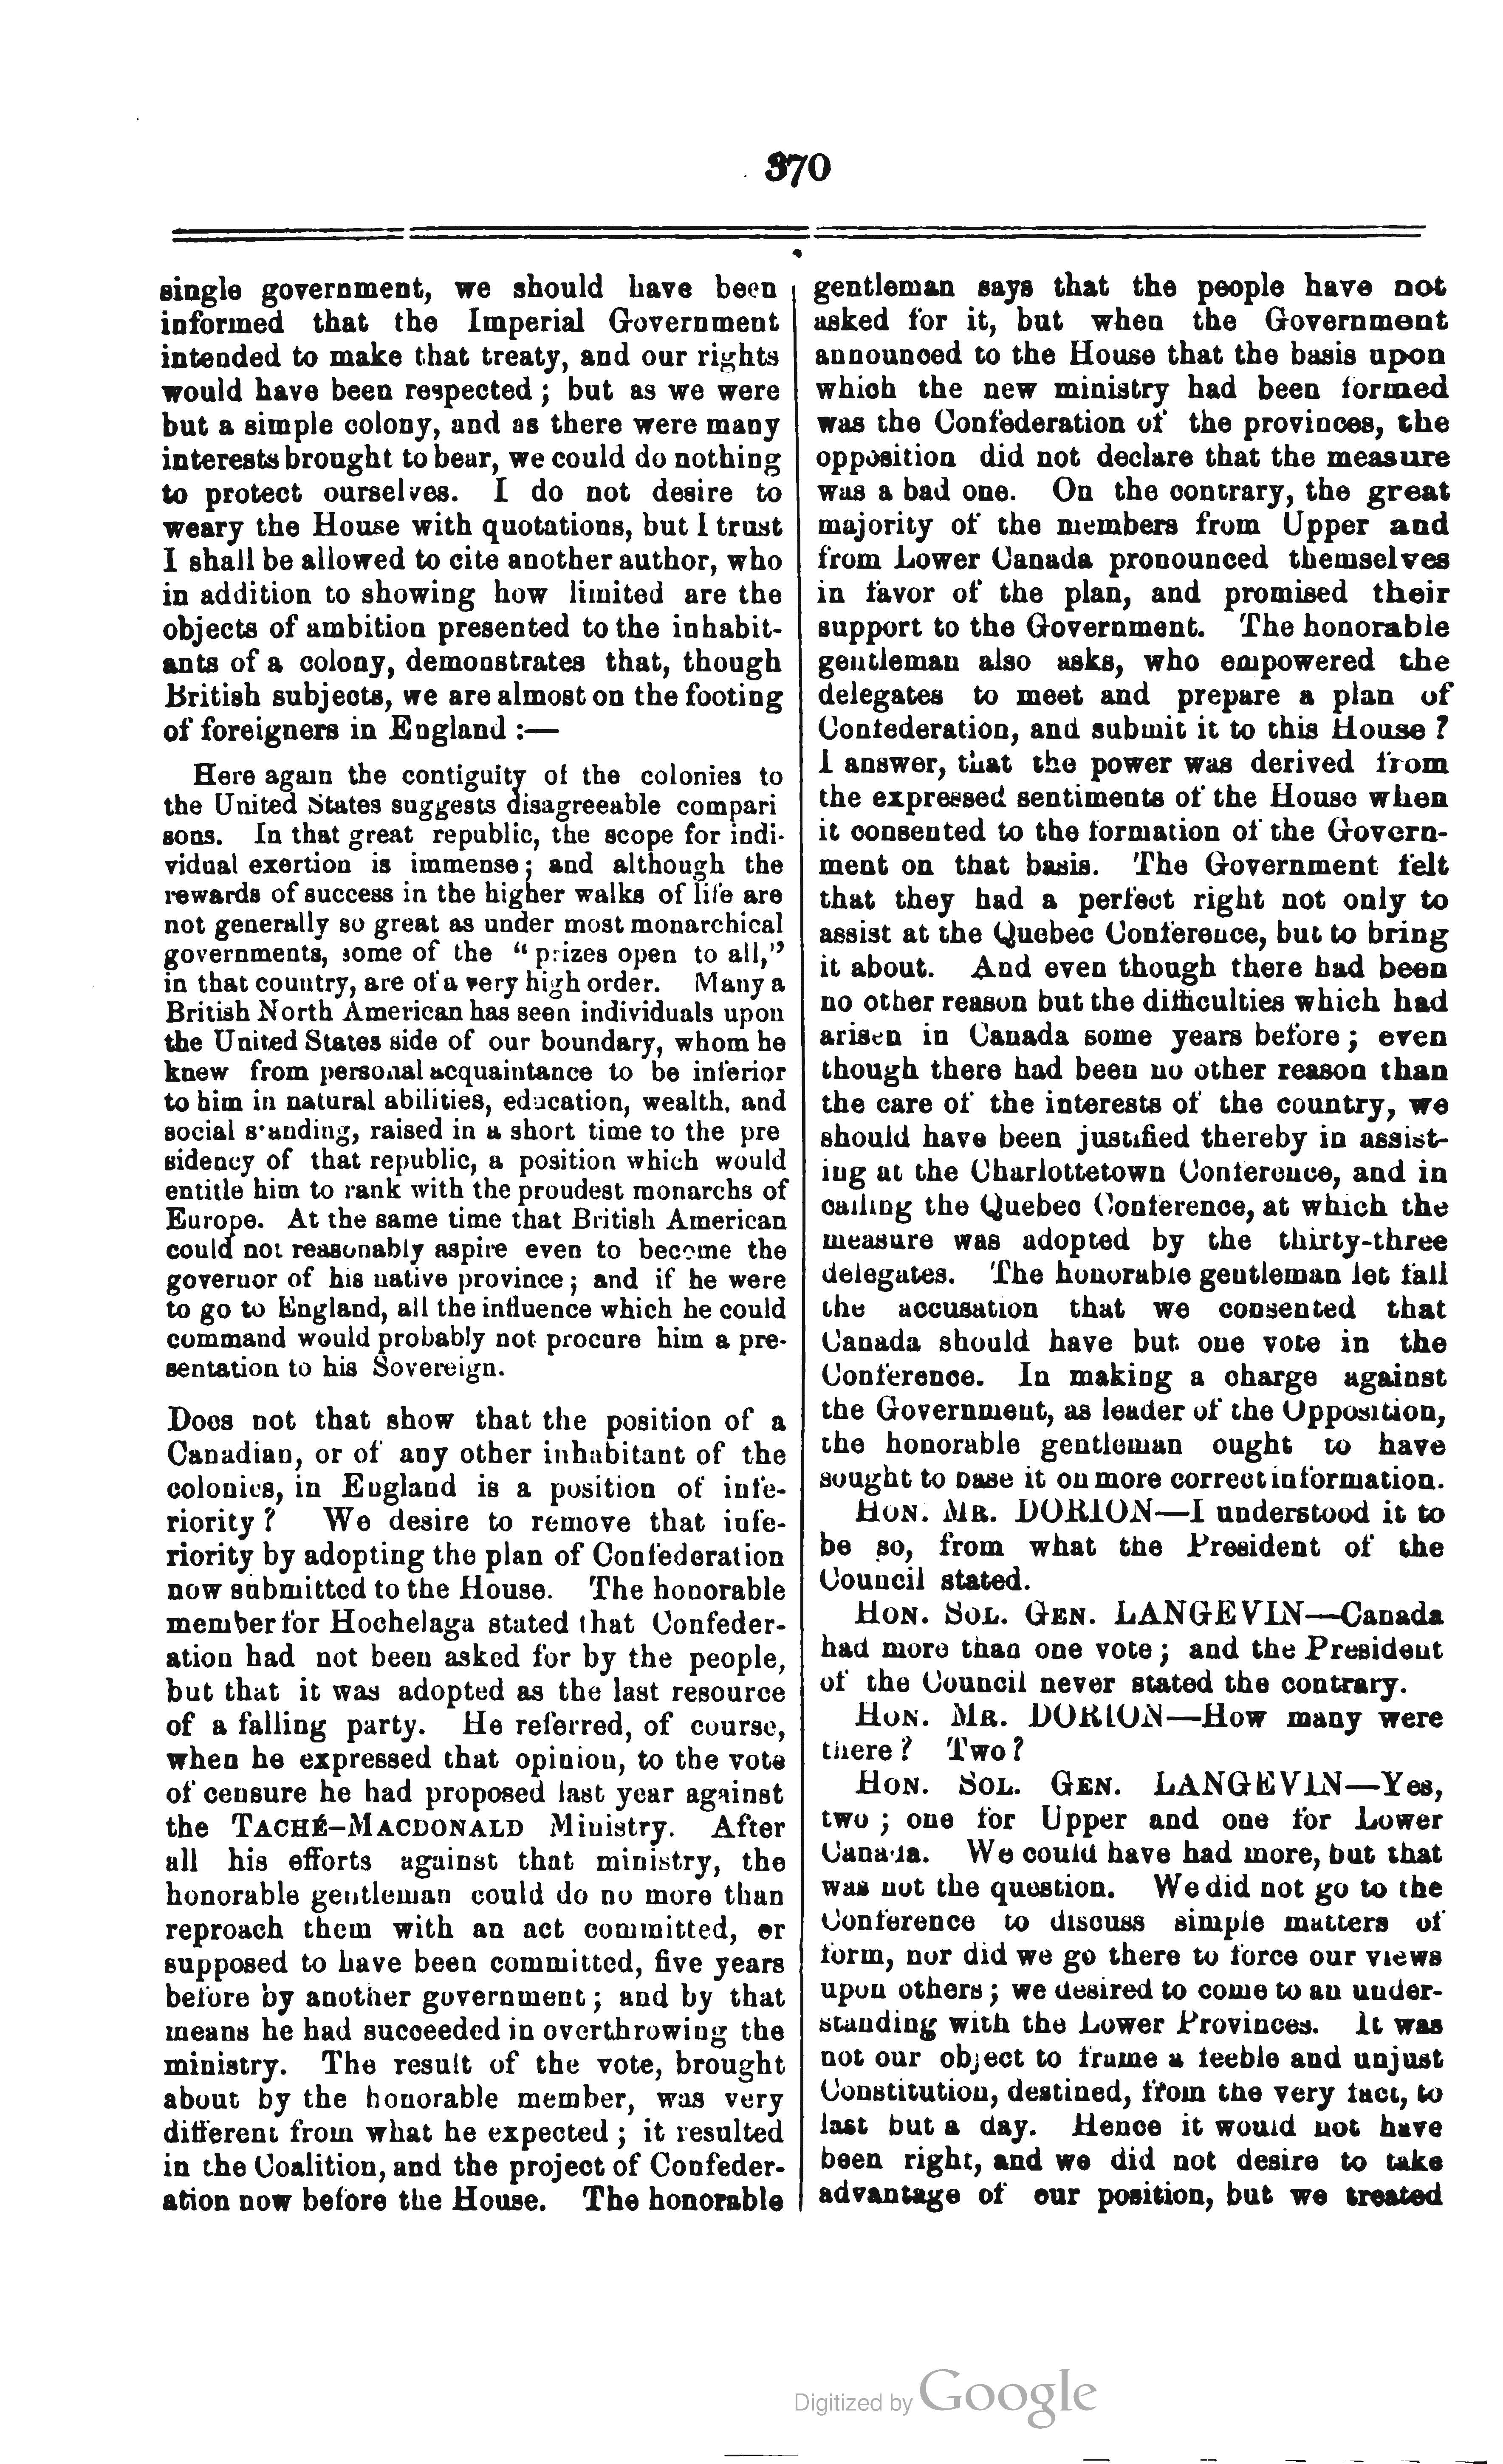 370
single government, we should have been
informed that the Imperial Government
intended to make that treaty, and our rights
would have been respected ; but as we were
but a simple colony, and as there were many
interests brought to bear, we could do nothing
to protect ourselves. I do not desire to
weary the House with quotations, but I trust
I shall be allowed to cite another author, who
in addition to showing how limited are the
objects of ambition presented to the inhabit-
ants of a colony, demonstrates that, though
British subjects, we are almost on the footing
of foreigners in England :—
Here again the contiguity of the colonies to
the United States suggests disagreeable compari
sons. In that great republic, the scope for indi-
vidual exertion is immense; and although the
rewards of success in the higher walks of life are
not generally so great as under most monarchical
governments, some of the "prizes open to all,"
in that country, are of a very high order. Many a
British North American has seen individuals upon
the United States side of our boundary, whom he
knew from personal acquaintance to be inferior
to him in natural abilities, education, wealth, and
social standing, raised in a short time to the pre
sidency of that republic, a position which would
entitle him to rank with the proudest monarchs of
Europe. At the same time that British American
could not reasonably aspire even to become the
governor of his native province; and if he were
to go to England, all the influence which he could
command would probably not procure him a pre-
sentation to his Sovereign.
Does not that show that the position of a
Canadian, or of any other inhabitant of the
colonies, in England is a position of infe-
riority? We desire to remove that infe-
riority by adopting the plan of Confederation
now submitted to the House. The honorable
member for Hochelaga stated that Confeder-
ation had not been asked for by the people,
but that it was adopted as the last resource
of a falling party. He referred, of course,
when he expressed that opinion, to the vote
of censure he had proposed last year against
the TACHÉ-MACDONALD Ministry. After
all his efforts against that ministry, the
honorable gentleman could do no more than
reproach them with an act committed, or
supposed to have been committed, five years
before by another government; and by that
means he had succeeded in overthrowing the
ministry. The result of the vote, brought
about by the honorable member, was very
different from what he expected ; it resulted
in the Coalition, and the project of Confeder-
ation now before the House. The honorable
gentleman says that the people have not
asked for it, but when the Government
announced to the House that the basis upon
which the new ministry had been formed
was the Confederation of the provinces, the
opposition did not declare that the measure
was a bad one. On the contrary, the great
majority of the members from Upper and
from Lower Canada pronounced themselves
in favor of the plan, and promised their
support to the Government. The honorable
gentleman also asks, who empowered the
delegates to meet and prepare a plan of
Confederation, and submit it to this House ?
I answer, that the power was derived from
the expressed sentiments of the House when
it consented to the formation of the Govern-
ment on that basis. The Government felt
that they had a perfect right not only to
assist at the Quebec Conference, but to bring
it about. And even though there had been
no other reason but the difficulties which had
arisen in Canada some years before; even
though there had been no other reason than
the care of the interests of the country, we
should have been justified thereby in assist-
ing at the Charlottetown Conference, and in
calling the Quebec Conference, at which the
measure was adopted by the thirty-three
delegates. The honorable gentleman let fall
the accusation that we consented that
Canada should have but one vote in the
Conference. In making a charge against
the Government, as leader of the Opposition,
the honorable gentleman ought to have
sought to base it on more correct information.
HON. MR. DORION—I understood it to
be so, from what the President of the
Council stated.
HON. SOL. GEN. LANGEVIN—Canada
had more than one vote; and the President
of the Council never stated the contrary.
HON. MR. DORION—How many were
there? Two?
HON. SOL. GEN. LANGEVIN—Yes,
two ; one for Upper and one for Lower
Canada. We could have had more, but that
was not the question. We did not go to the
Conference to discuss simple matters of
form, nor did we go there to force our views
upon others; we desired to come to an under-
standing with the Lower Provinces. It was
not our object to frame a feeble and unjust
Constitution, destined, from the very fact, to
last but a day. Hence it would not have
been right, and we did not desire to take
advantage of our position, but we treated
Digitized by Google